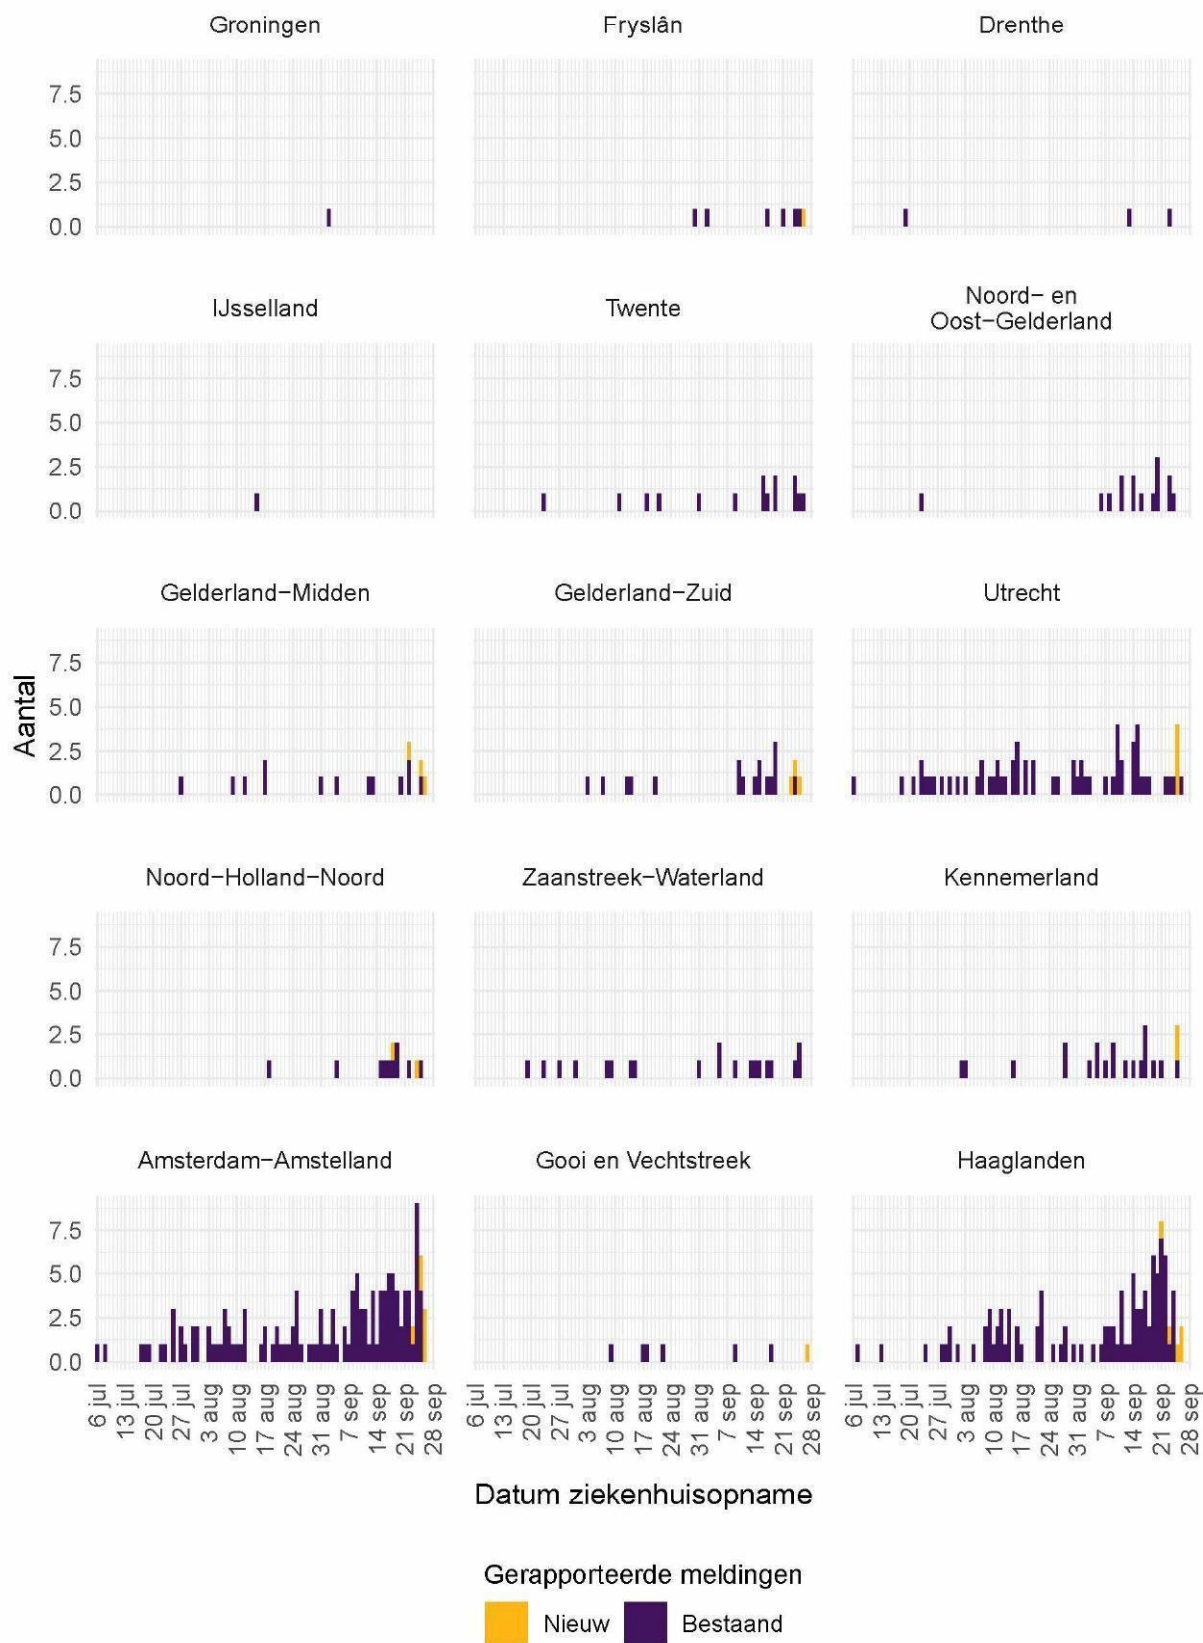 Groningen
Fryslân
Drenthe
7.5
5.0
2.5
0.0
IJsselland
Twente
Noord- en
Oost-Gelderland
7.5
5.0
2.5
0.0
Gelderland-Midden
Gelderland-Zuid
Utrecht
7.5
5.0
2.5
0.0
Aantal
Noord-Holland-Noord
Zaanstreek-Waterland
Kennemerland
7.5
5.0
2.5
0.0
Amsterdam-Amstelland
Gooi en Vechtstreek
Haaglanden
7.5
5.0
2.5
0.0
6 jul
13 jul
20 jul
27 jul
3 aug
10 aug
17 aug
24 aug
31 aug
7 sep
14 sep
21 sep
28 sep
6 jul
13 jul
20 jul
27 jul
3 aug
10 aug
17 aug
24 aug
31 aug
7 sep
14 sep
21 sep
28 sep
6 jul
13 jul
20 jul
27 jul
3 aug
10 aug
17 aug
24 aug
31 aug
7 sep
14 sep
21 sep
28 sep
Datum ziekenhuisopname
Gerapporteerde meldingen
Nieuw
Bestaand